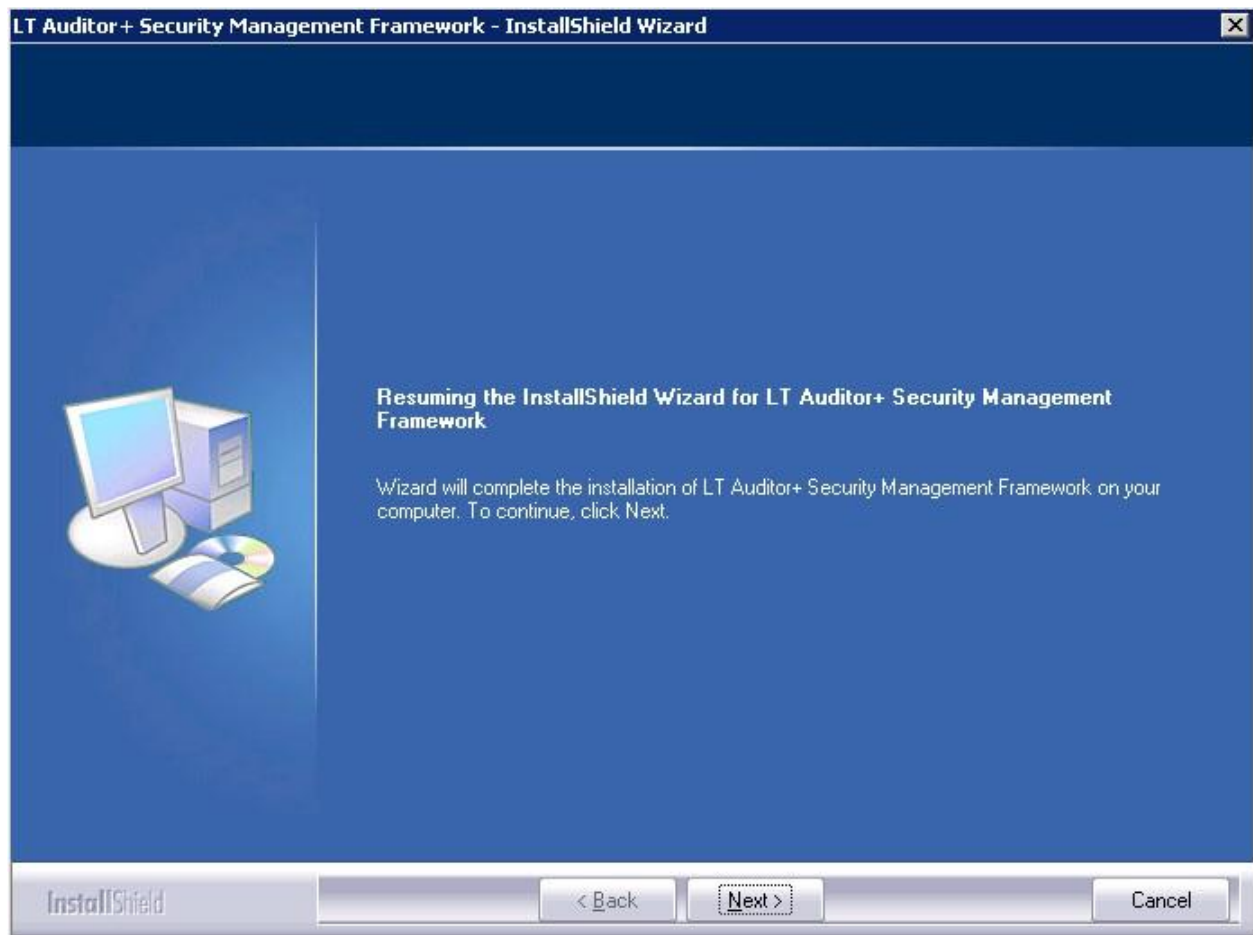 LT Auditor+ Security Management Framework - InstallShield Wizard
Resuming the InstallShield Wizard for LT Auditor+ Security Management
Framework
Wizard will complete the installation of LT Auditor+ Security Management Framework on your
computer. To continue, click Next.
InstallShield
< Back
Next >
Cancel